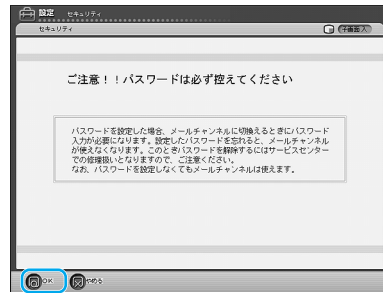 設定 セキュリティ
セキュリティ 子画面入
ご注意！！パスワードは必ず控えてください
パスワードを設定した場合、メールチャンネルに切換えるときにパスワード
入力が必要になります。設定したパスワードを忘れると、メールチャンネル
が使えなくなります。このときパスワードを解除するにはサービスセンター
での修理扱いとなりますので、ご注意ください。
なお、パスワードを設定しなくてもメールチャンネルは使えます。
OK やめる